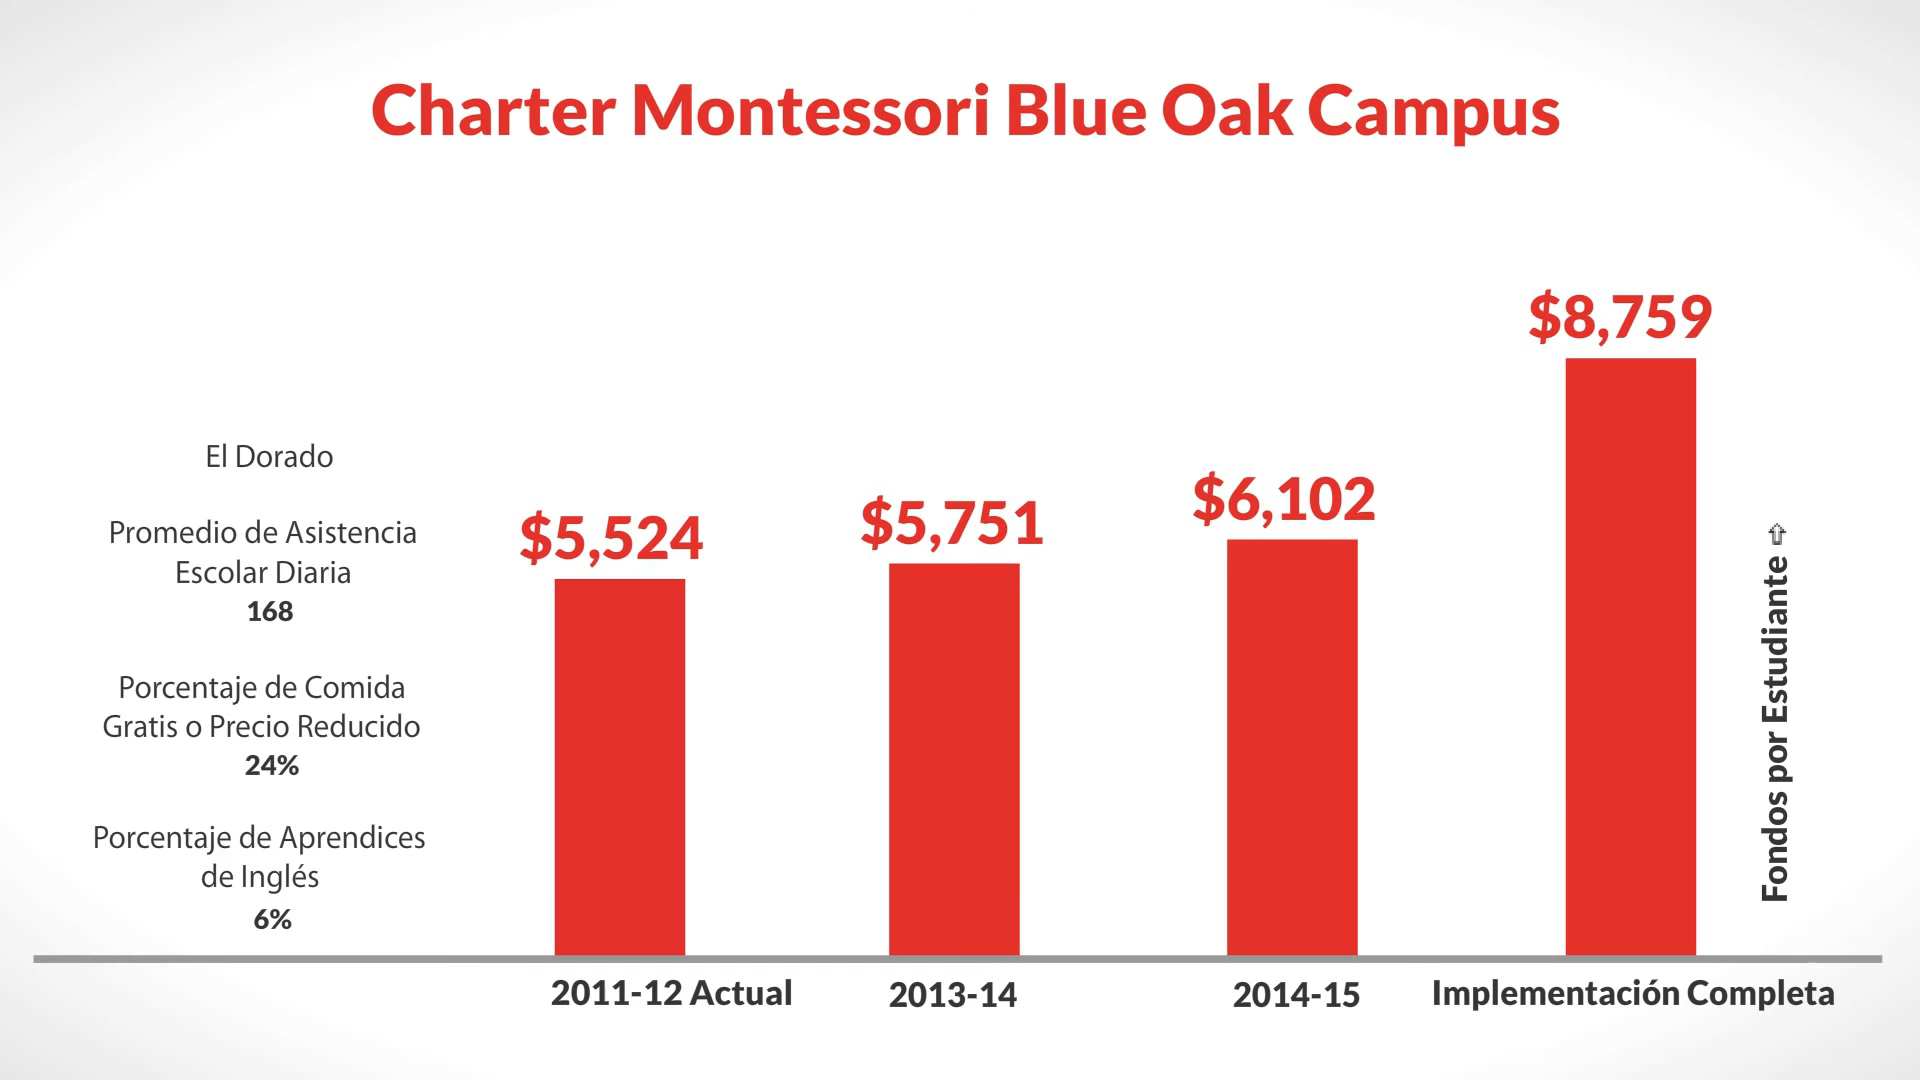 Charter Montessori Blue Oak Campus
El Dorado
Promedio de Asistencia
Escolar Diaria
168
Porcentaje de Comida
Gratis o Precio Reducido
24%
Porcentaje de Aprendices
de Inglés
6%
$5,524
$5,751
$6,102
$8,759
Fondos por Estudiante ⇧
2011-12 Actual
2013-14
2014-15
Implementación Completa